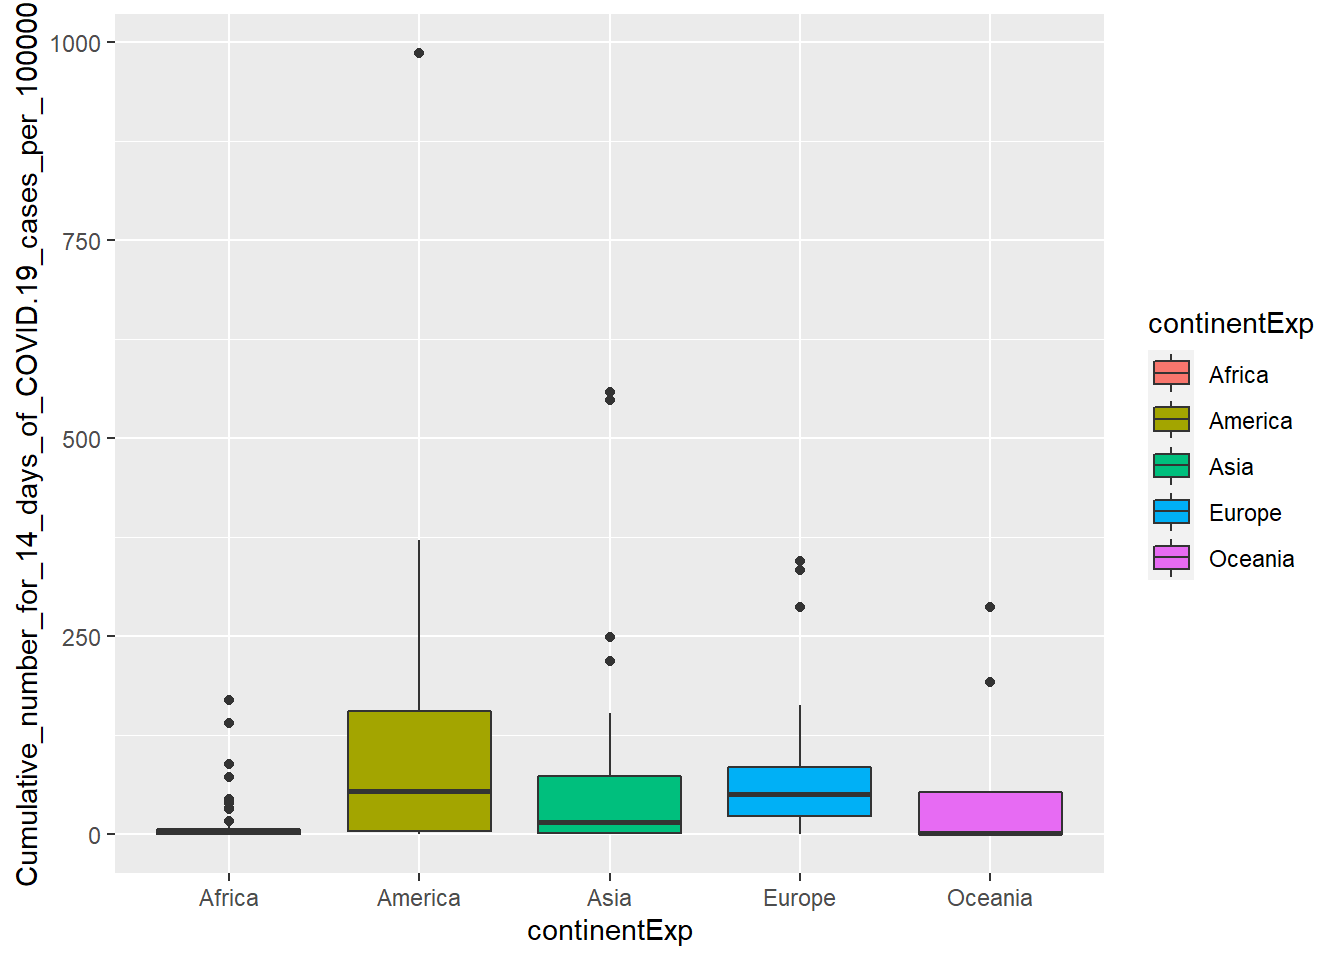 Cumulative_number_for_14_days_of_COVID.19_cases_per_100000
1000
750
500
250
0
Africa
America
Asia
Europe
Oceania
continentExp
continentExp
Africa
America
Asia
Europe
Oceania